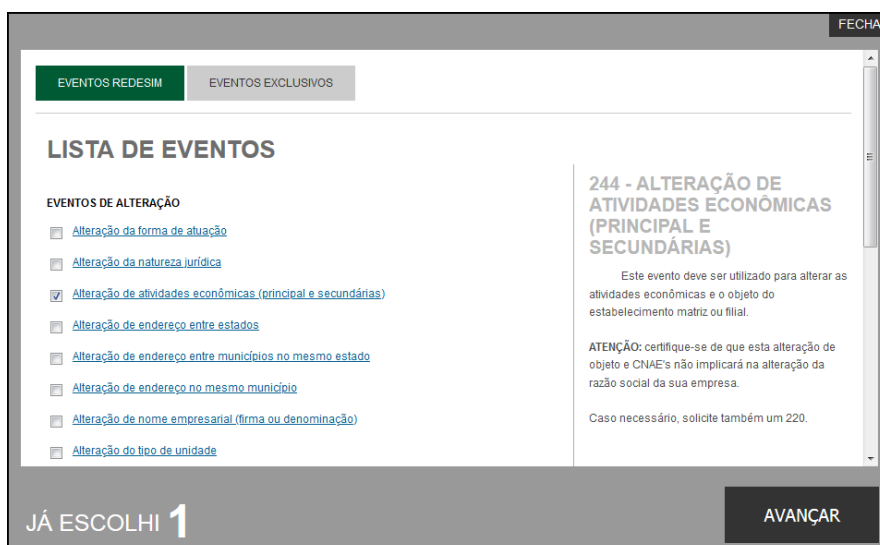 FECHA
EVENTOS REDESIM
EVENTOS EXCLUSIVOS
LISTA DE EVENTOS
EVENTOS DE ALTERAÇÃO
Alteração da forma de atuação
Alteração da natureza jurídica
Alteração de atividades econômicas (principal e secundárias)
Alteração de endereço entre estados
Alteração de endereço entre municípios no mesmo estado
Alteração de endereço no mesmo município
Alteração de nome empresarial (firma ou denominação)
Alteração do tipo de unidade
244 - ALTERAÇÃO DE
ATIVIDADES ECONÔMICAS
(PRINCIPAL E
SECUNDÁRIAS)
Este evento deve ser utilizado para alterar as
atividades econômicas e o objeto do
estabelecimento matriz ou filial.
ATENÇÃO: certifique-se de que esta alteração de
objeto e CNAE's não implicará na alteração da
razão social da sua empresa.
Caso necessário, solicite também um 220.
JÁ ESCOLHI 1
AVANÇAR